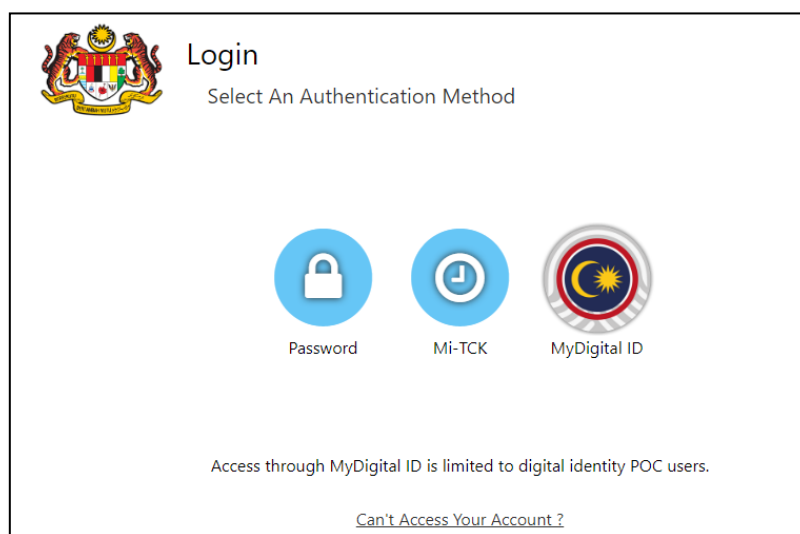 Login
Select An Authentication Method
Password
Mi-TCK
MyDigital ID
Access through MyDigital ID is limited to digital identity POC users.
Can't Access Your Account ?